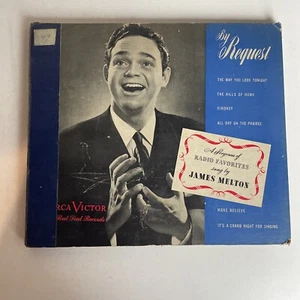 By
Request
THE WAY YOU LOOK TONIGHT
THE HILLS OF HOME
SIBONEY
ALL DAY ON THE PRAIRIE
A Program of
RADIO FAVORITES
sung by
JAMES MELTON
RCA VICTOR
Red Seal Records
MAKE BELIEVE
IT'S A GRAND NIGHT FOR SINGING